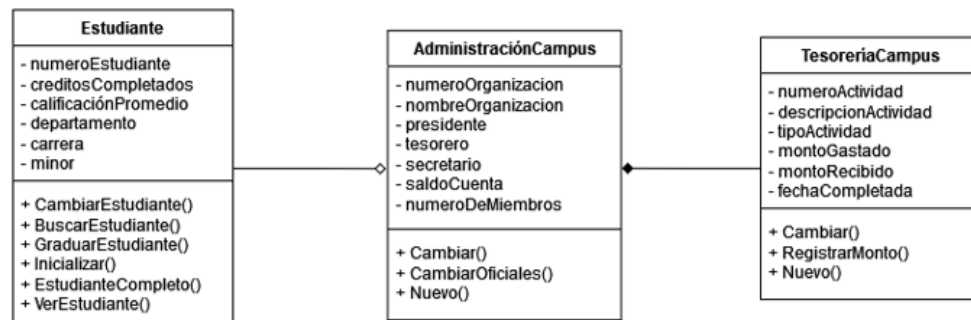 Estudiante
- numeroEstudiante
- creditosCompletados
- calificaciónPromedio
- departamento
- carrera
- minor
+ CambiarEstudiante()
+ BuscarEstudiante()
+ GraduarEstudiante()
+ Inicializar()
+ EstudianteCompleto()
+ VerEstudiante()
AdministraciónCampus
- numeroOrganizacion
- nombreOrganizacion
- presidente
- tesorero
- secretario
- saldoCuenta
- numeroDeMiembros
+ Cambiar()
+ CambiarOficiales()
+ Nuevo()
TesoreríaCampus
- numeroActividad
- descripcionActividad
- tipoActividad
- montoGastado
- montoRecibido
- fechaCompletada
+ Cambiar()
+ RegistrarMonto()
+ Nuevo()